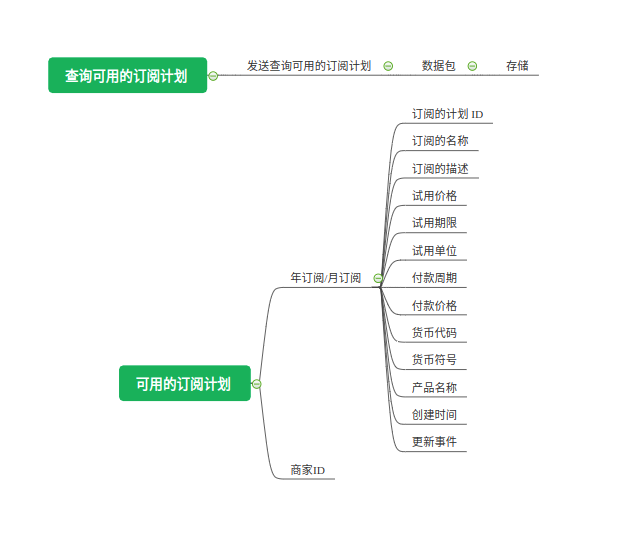 查询可用的订阅计划
发送查询可用的订阅计划
数据包
存储
订阅的计划 ID
订阅的名称
订阅的描述
试用价格
试用期限
试用单位
年订阅/月订阅
付款周期
付款价格
货币代码
货币符号
可用的订阅计划
产品名称
创建时间
更新事件
商家ID